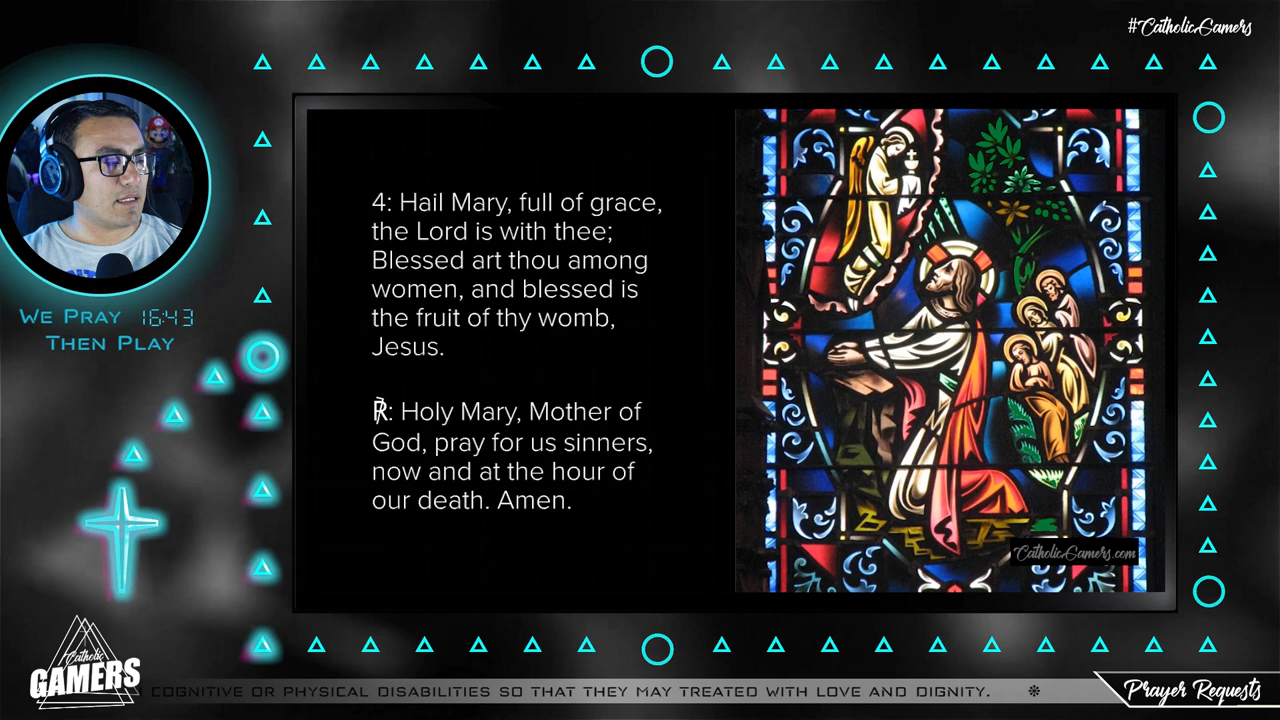 #CatholicGamers
WE PRAY 16:43
THEN PLAY
4: Hail Mary, full of grace,
the Lord is with thee;
Blessed art thou among
women, and blessed is
the fruit of thy womb,
Jesus.
℟: Holy Mary, Mother of
God, pray for us sinners,
now and at the hour of
our death. Amen.
CatholicGamers.com
Catholic
GAMERS
COGNITIVE OR PHYSICAL DISABILITIES SO THAT THEY MAY TREATED WITH LOVE AND DIGNITY.
Prayer Requests